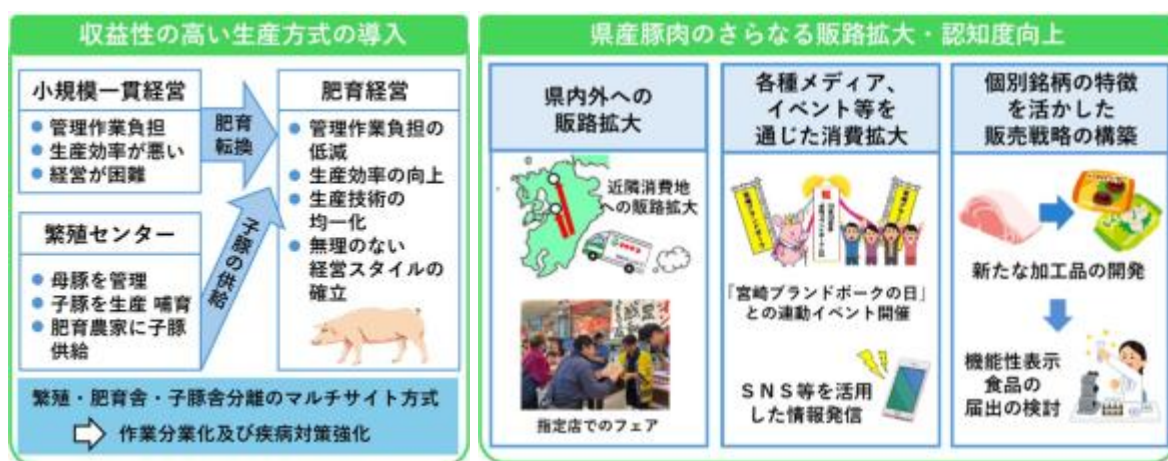 収益性の高い生産方式の導入
小規模一貫経営
● 管理作業負担
● 生産効率が悪い
● 経営が困難
肥育
転換
繁殖センター
● 母豚を管理
● 子豚を生産 哺育
● 肥育農家に子豚
供給
子豚の供給
肥育経営
● 管理作業負担の
低減
● 生産効率の向上
● 生産技術の
均一化
● 無理のない
経営スタイルの
確立
繁殖・肥育舎・子豚舎分離のマルチサイト方式
作業分業化及び疾病対策強化
県産豚肉のさらなる販路拡大・認知度向上
県内外への
販路拡大
近隣消費地
への販路拡大
指定店でのフェア
各種メディア、
イベント等を
通じた消費拡大
「宮崎ブランドポークの日」
との連動イベント開催
ＳＮＳ等を活用
した情報発信
個別銘柄の特徴
を活かした
販売戦略の構築
新たな加工品の開発
機能性表示
食品の
届出の検討